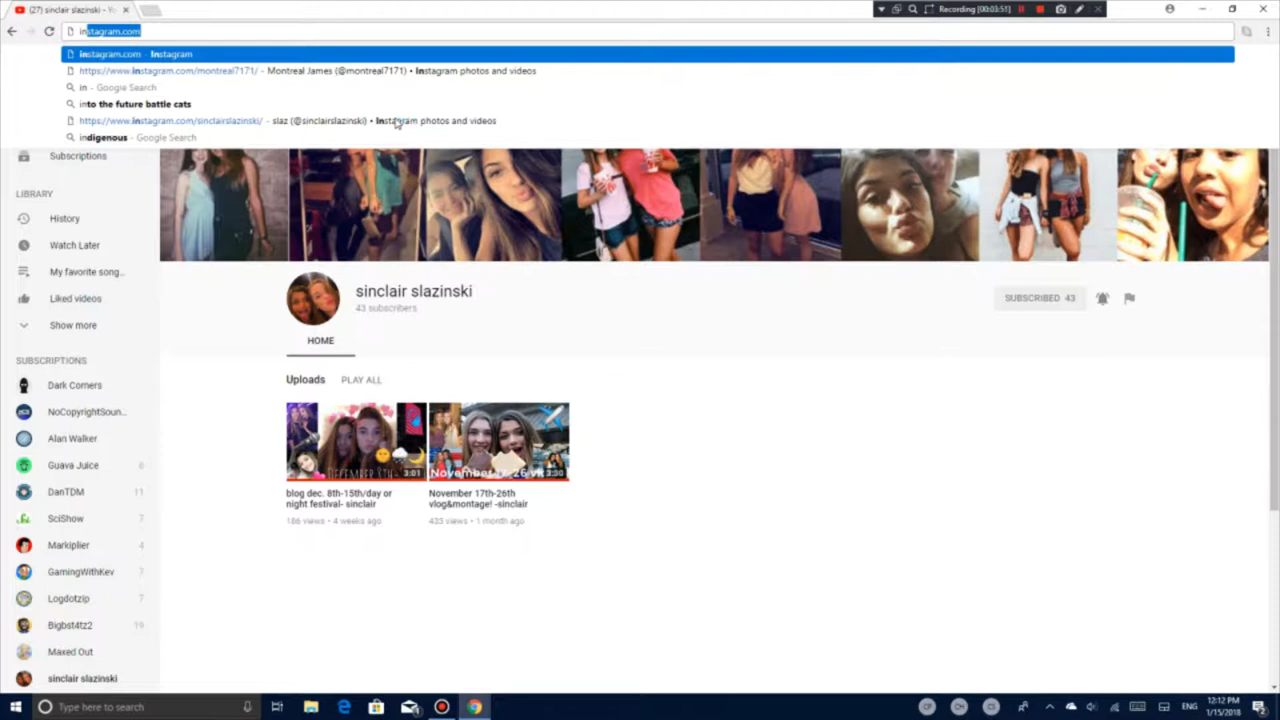 (27) sinclair slazinski - Yo
Recording [00:03:51]
instagram.com
instagram.com - Instagram
https://www.instagram.com/montreal7171/ - Montreal James (@montreal7171) • Instagram photos and videos
in - Google Search
into the future battle cats
https://www.instagram.com/sinclairslazinski/ - slaz (@sinclairslazinski) • Instagram photos and videos
indigenous - Google Search
Subscriptions
LIBRARY
History
Watch Later
My favorite song...
Liked videos
Show more
SUBSCRIPTIONS
Dark Corners
NoCopyrightSoun...
Alan Walker
Guava Juice
DanTDM 11
SciShow 7
Markiplier 4
GamingWithKev 7
Logdotzip 7
Bigbst4tz2 19
Maxed Out
sinclair slazinski
sinclair slazinski
43 subscribers
SUBSCRIBED 43
HOME
Uploads PLAY ALL
3:01
3:30
blog dec. 8th-15th/day or
night festival- sinclair
186 views • 4 weeks ago
November 17th-26th
vlog&montage! -sinclair
433 views • 1 month ago
Type here to search
ENG
12:12 PM
1/15/2018